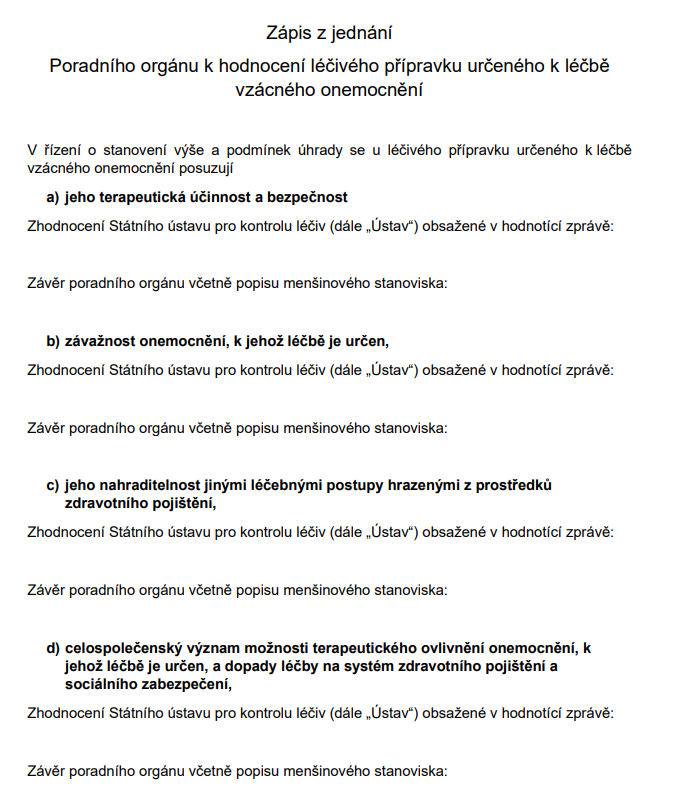 Zápis z jednání
Poradního orgánu k hodnocení léčivého přípravku určeného k léčbě
vzácného onemocnění
V řízení o stanovení výše a podmínek úhrady se u léčivého přípravku určeného k léčbě
vzácného onemocnění posuzují
a) jeho terapeutická účinnost a bezpečnost
Zhodnocení Státního ústavu pro kontrolu léčiv (dále „Ústav“) obsažené v hodnotící zprávě:
Závěr poradního orgánu včetně popisu menšinového stanoviska:
b) závažnost onemocnění, k jehož léčbě je určen,
Zhodnocení Státního ústavu pro kontrolu léčiv (dále „Ústav“) obsažené v hodnotící zprávě:
Závěr poradního orgánu včetně popisu menšinového stanoviska:
c) jeho nahraditelnost jinými léčebnými postupy hrazenými z prostředků
zdravotního pojištění,
Zhodnocení Státního ústavu pro kontrolu léčiv (dále „Ústav“) obsažené v hodnotící zprávě:
Závěr poradního orgánu včetně popisu menšinového stanoviska:
d) celospolečenský význam možnosti terapeutického ovlivnění onemocnění, k
jehož léčbě je určen, a dopady léčby na systém zdravotního pojištění a
sociálního zabezpečení,
Zhodnocení Státního ústavu pro kontrolu léčiv (dále „Ústav“) obsažené v hodnotící zprávě:
Závěr poradního orgánu včetně popisu menšinového stanoviska: